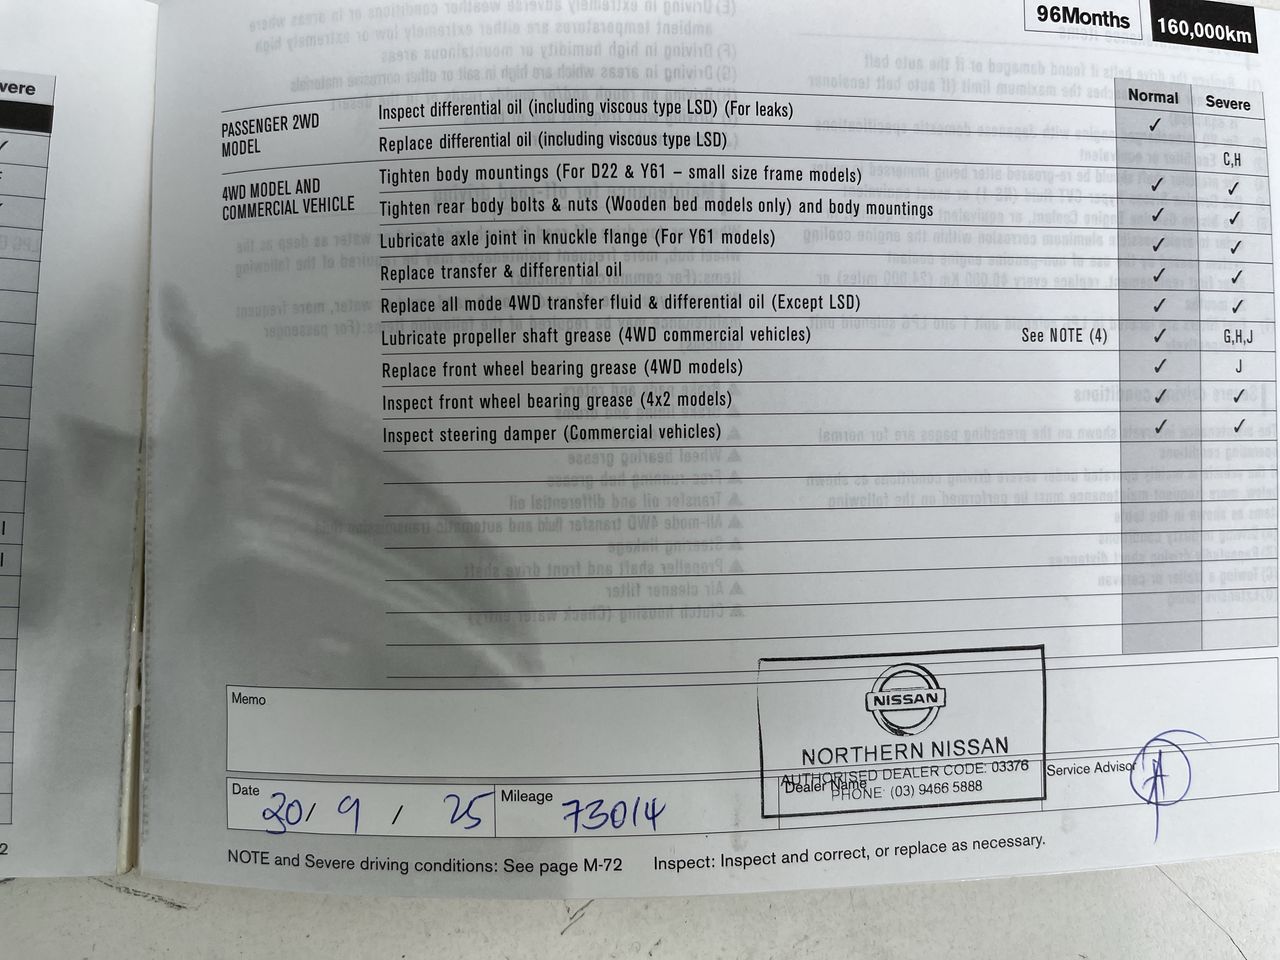 96Months 160,000km
vere
Normal Severe
PASSENGER 2WD MODEL
Inspect differential oil (including viscous type LSD) (For leaks) ✓
Replace differential oil (including viscous type LSD) C,H
4WD MODEL AND COMMERCIAL VEHICLE
Tighten body mountings (For D22 & Y61 – small size frame models) ✓ ✓
Tighten rear body bolts & nuts (Wooden bed models only) and body mountings ✓ ✓
Lubricate axle joint in knuckle flange (For Y61 models) ✓ ✓
Replace transfer & differential oil ✓ ✓
Replace all mode 4WD transfer fluid & differential oil (Except LSD) ✓ ✓
Lubricate propeller shaft grease (4WD commercial vehicles) See NOTE (4) ✓ G,H,J
Replace front wheel bearing grease (4WD models) ✓ J
Inspect front wheel bearing grease (4x2 models) ✓ ✓
Inspect steering damper (Commercial vehicles) ✓ ✓
Memo
NISSAN
NORTHERN NISSAN
AUTHORISED DEALER CODE: 03376
PHONE: (03) 9466 5888
Date 30/ 9 / 25
Mileage 73014
Dealer Name
Service Advisor
NOTE and Severe driving conditions: See page M-72 Inspect: Inspect and correct, or replace as necessary.